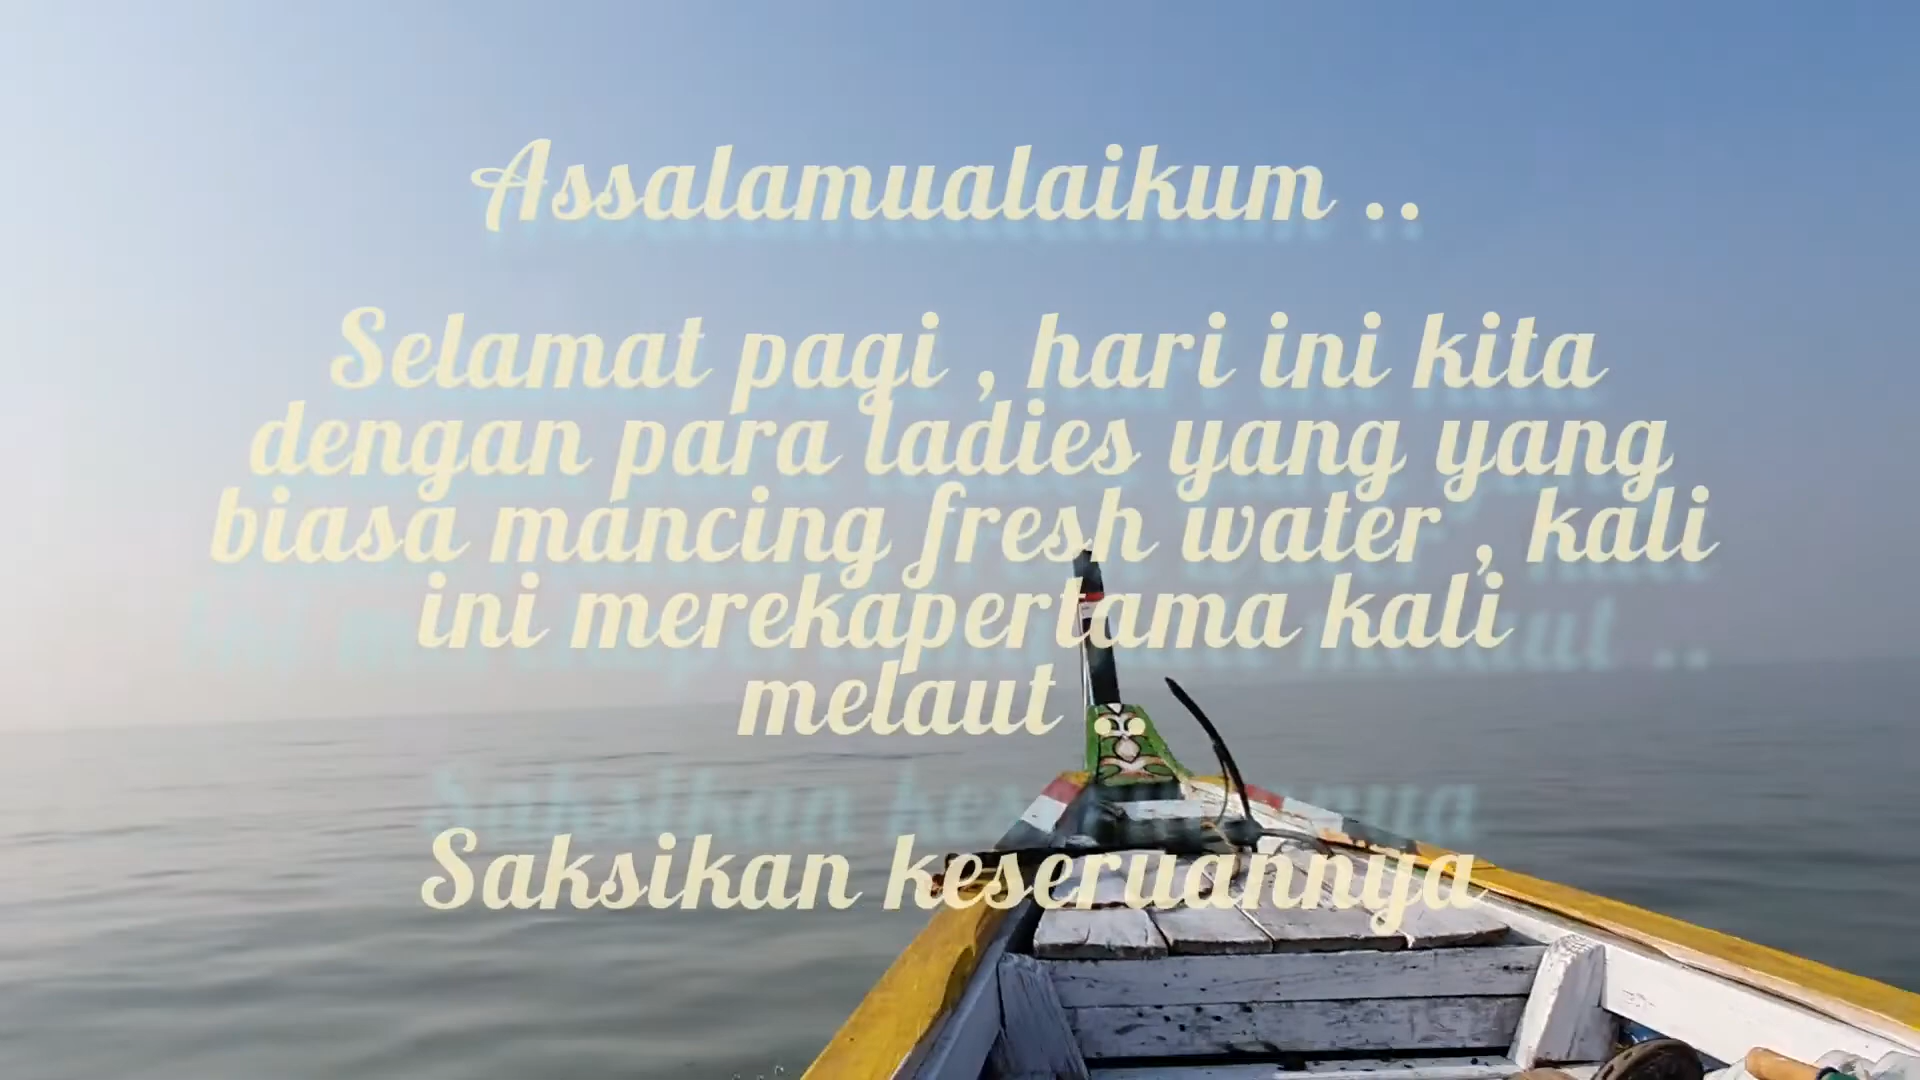 Assalamualaikum ..
Selamat pagi , hari ini kita
dengan para ladies yang yang
biasa mancing fresh water , kali
ini merekapertama kali
melaut ..
Saksikan keseruannya